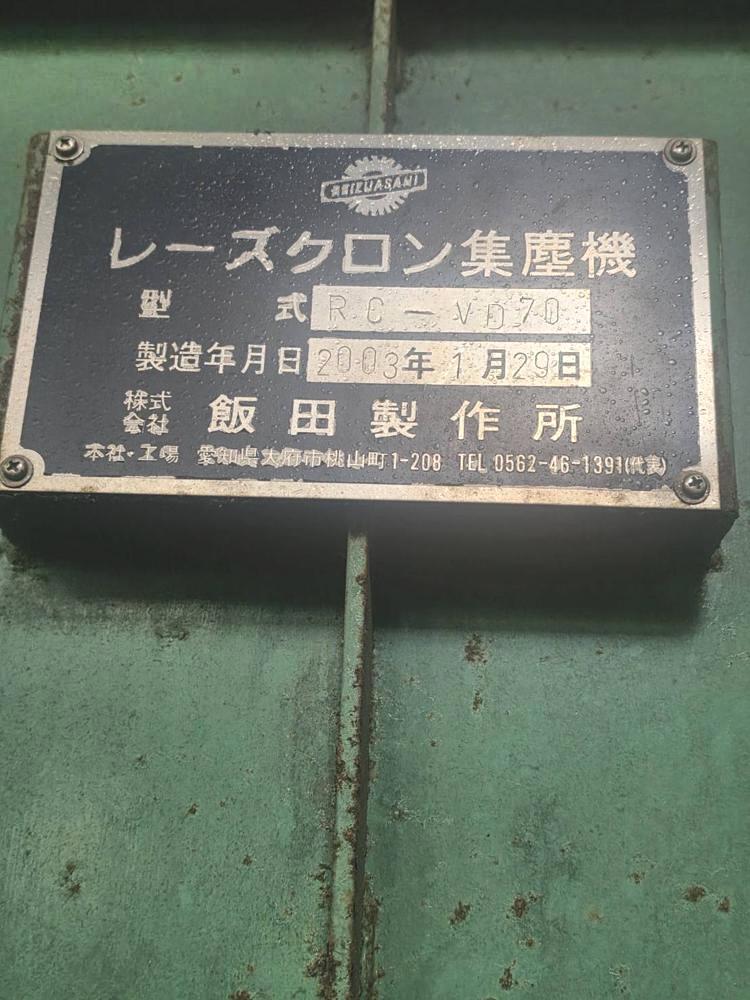 レーズクロン集塵機
型式 RC-VD70
製造年月日 2003年1月29日
株式会社 飯田製作所
本社・工場 愛知県大府市桃山町1-208 TEL 0562-46-1391(代表)